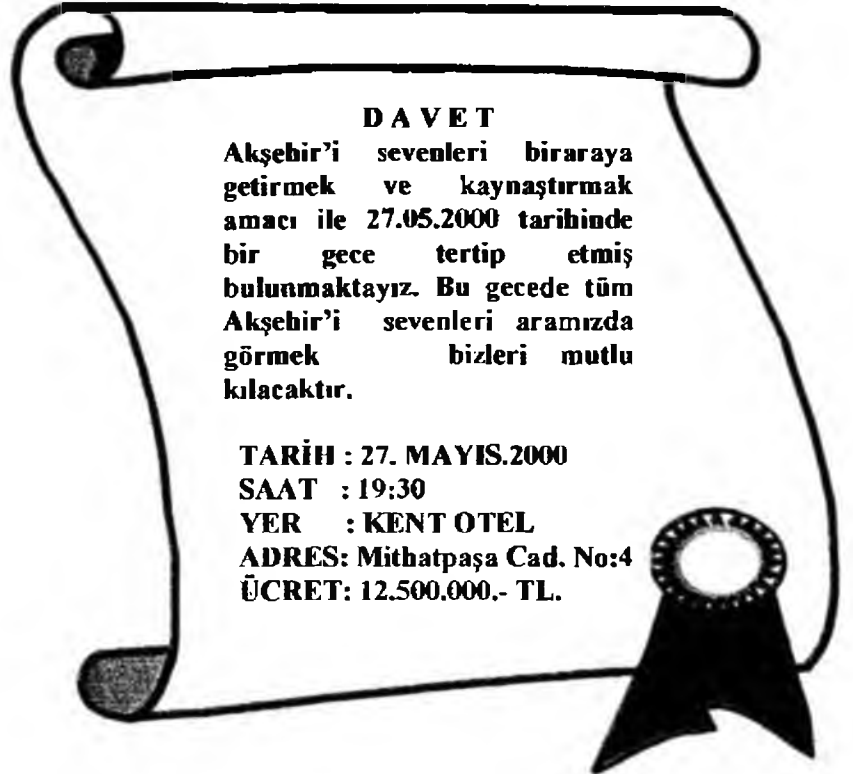 DAVET
Akşehir'i sevenleri biraraya
getirmek ve kaynaştırmak
amacı ile 27.05.2000 tarihinde
bir gece tertip etmiş
bulunmaktayız. Bu gecede tüm
Akşehir'i sevenleri aramızda
görmek bizleri mutlu
kılacaktır.
TARİH : 27. MAYIS.2000
SAAT : 19:30
YER : KENT OTEL
ADRES: Mithatpaşa Cad. No:4
ÜCRET: 12.500.000.- TL.